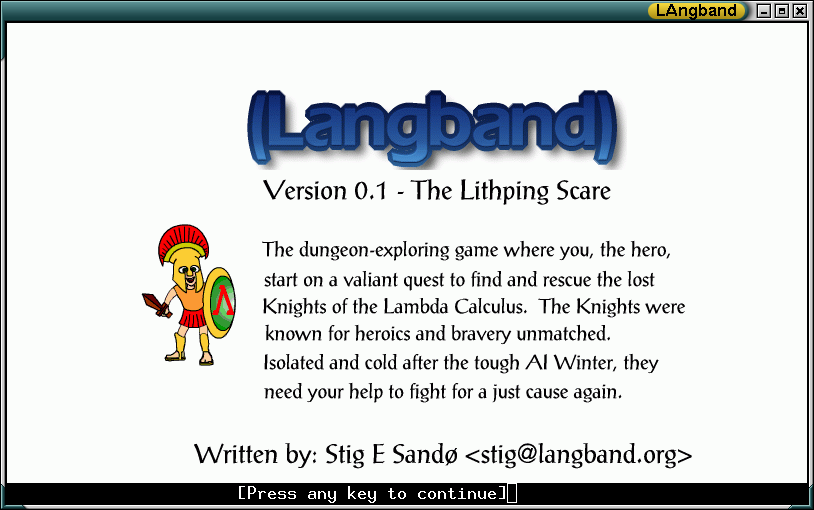 LAngband
(Langband)
Version 0.1 - The Lithping Scare
The dungeon-exploring game where you, the hero,
start on a valiant quest to find and rescue the lost
Knights of the Lambda Calculus.  The Knights were
known for heroics and bravery unmatched.
Isolated and cold after the tough AI Winter, they
need your help to fight for a just cause again.
Λ
Written by: Stig E Sandø <stig@langband.org>
[Press any key to continue]